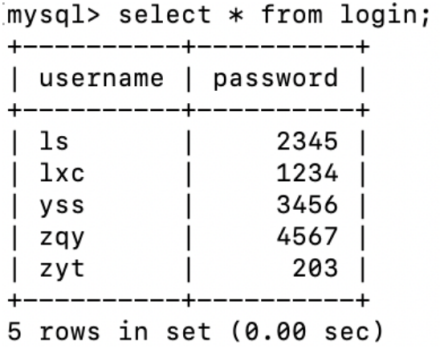 mysql> select * from login;
+----------+----------+
| username | password |
+----------+----------+
| ls       |     2345 |
| lxc      |     1234 |
| yss      |     3456 |
| zqy      |     4567 |
| zyt      |      203 |
+----------+----------+
5 rows in set (0.00 sec)